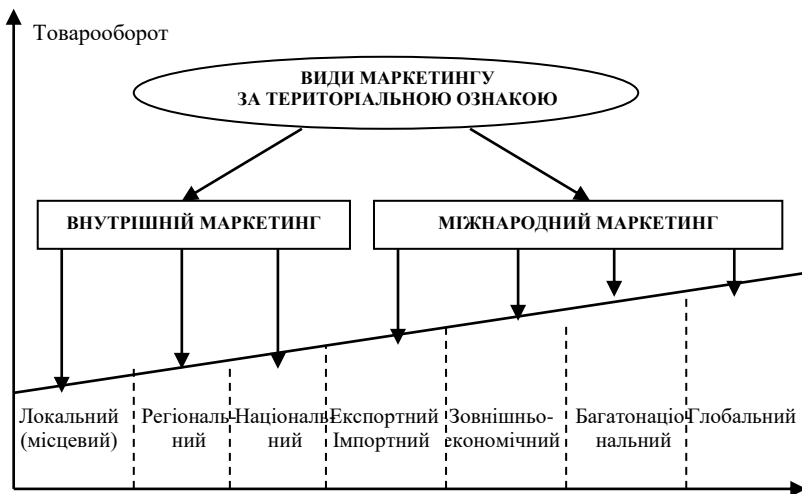 Товарооборот
ВИДИ МАРКЕТИНГУ
ЗА ТЕРИТОРІАЛЬНОЮ ОЗНАКОЮ
ВНУТРІШНІЙ МАРКЕТИНГ
МІЖНАРОДНИЙ МАРКЕТИНГ
Локальний
(місцевий)
Регіональ-
ний
Національ-
ний
Експортний
Імпортний
Зовнішньо-
економічний
Багатонаціо
нальний
Глобальний